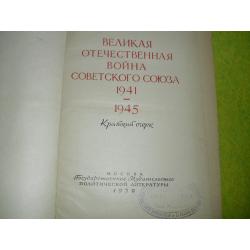 ВЕЛИКАЯ
ОТЕЧЕСТВЕННАЯ
ВОЙНА
СОВЕТСКОГО СОЮЗА
1941
—
1945
Краткий очерк
МОСКВА
Государственное Издательство
ПОЛИТИЧЕСКОЙ ЛИТЕРАТУРЫ